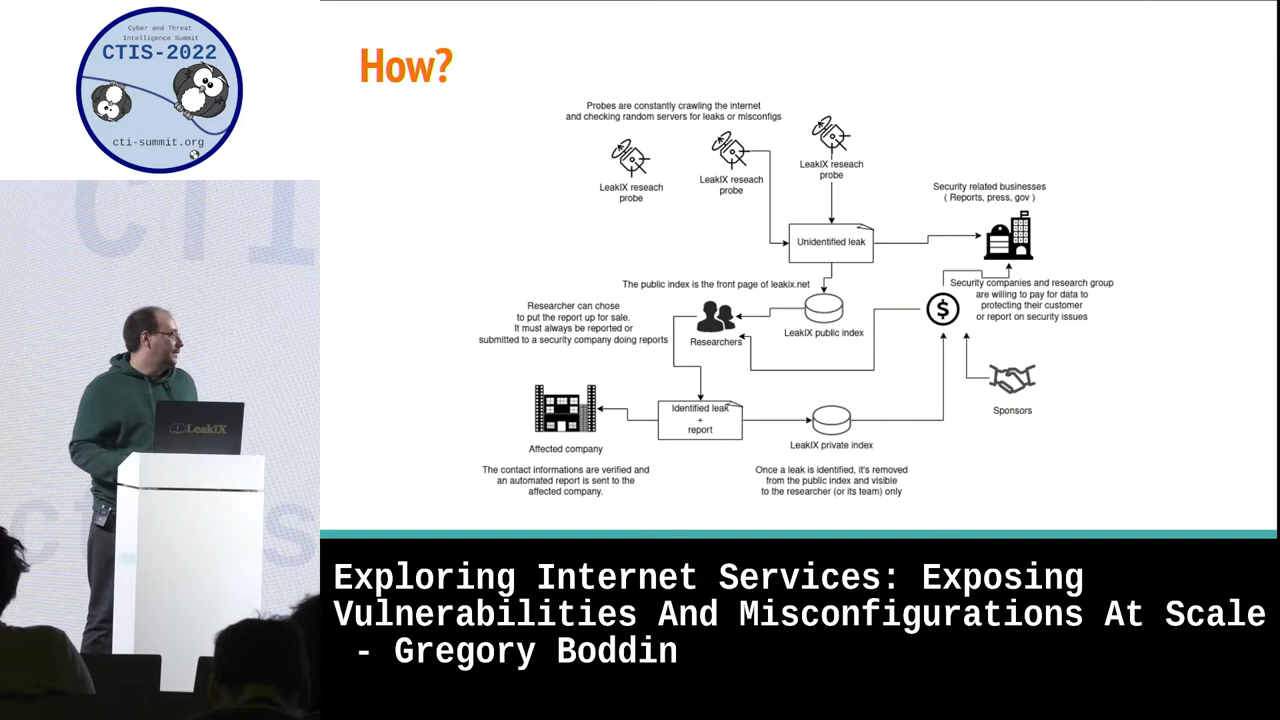 Cyber and Threat
Intelligence Summit
CTIS-2022
cti-summit.org
How?
Probes are constantly crawling the internet
and checking random servers for leaks or misconfigs
LeakIX reseach
probe
LeakIX reseach
probe
LeakIX reseach
probe
Security related businesses
( Reports, press, gov )
Unidentified leak
The public index is the front page of leakix.net
Security companies and research group
are willing to pay for data to
protecting their customer
or report on security issues
Researcher can chose
to put the report up for sale.
It must always be reported or
submitted to a security company doing reports
Researchers
LeakIX public index
$
Sponsors
Identified leak
+
report
Affected company
LeakIX private index
The contact informations are verified and
an automated report is sent to the
affected company.
Once a leak is identified, it's removed
from the public index and visible
to the researcher (or its team) only
LeakIX
Exploring Internet Services: Exposing
Vulnerabilities And Misconfigurations At Scale
- Gregory Boddin